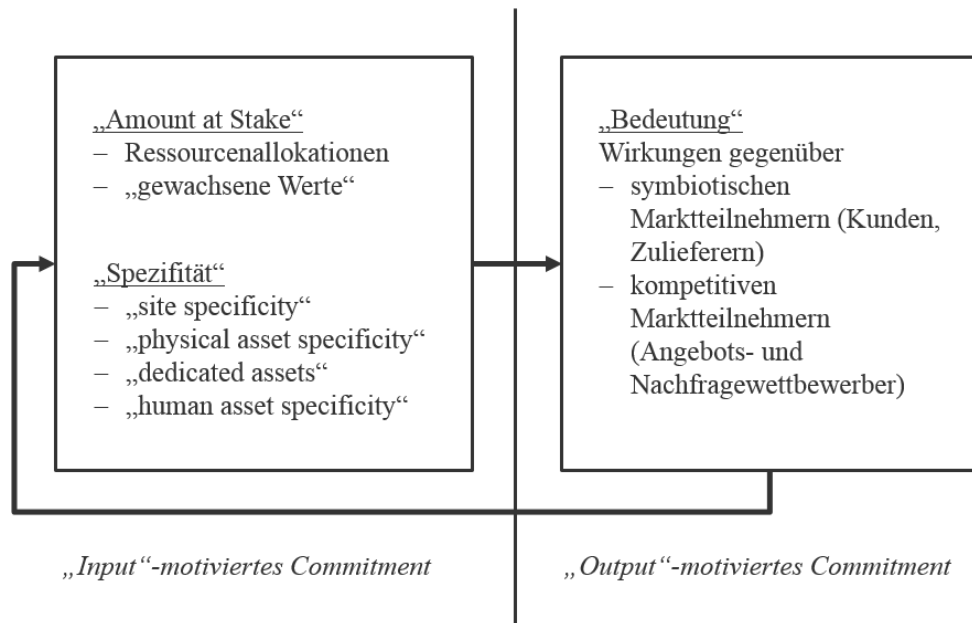 „Amount at Stake“
– Ressourcenallokationen
– „gewachsene Werte“
„Spezifität“
– „site specificity“
– „physical asset specificity“
– „dedicated assets“
– „human asset specificity“
„Bedeutung“
Wirkungen gegenüber
– symbiotischen
Marktteilnehmern (Kunden,
Zulieferern)
– kompetitiven
Marktteilnehmern
(Angebots- und
Nachfragewettbewerber)
„Input“-motiviertes Commitment
„Output“-motiviertes Commitment